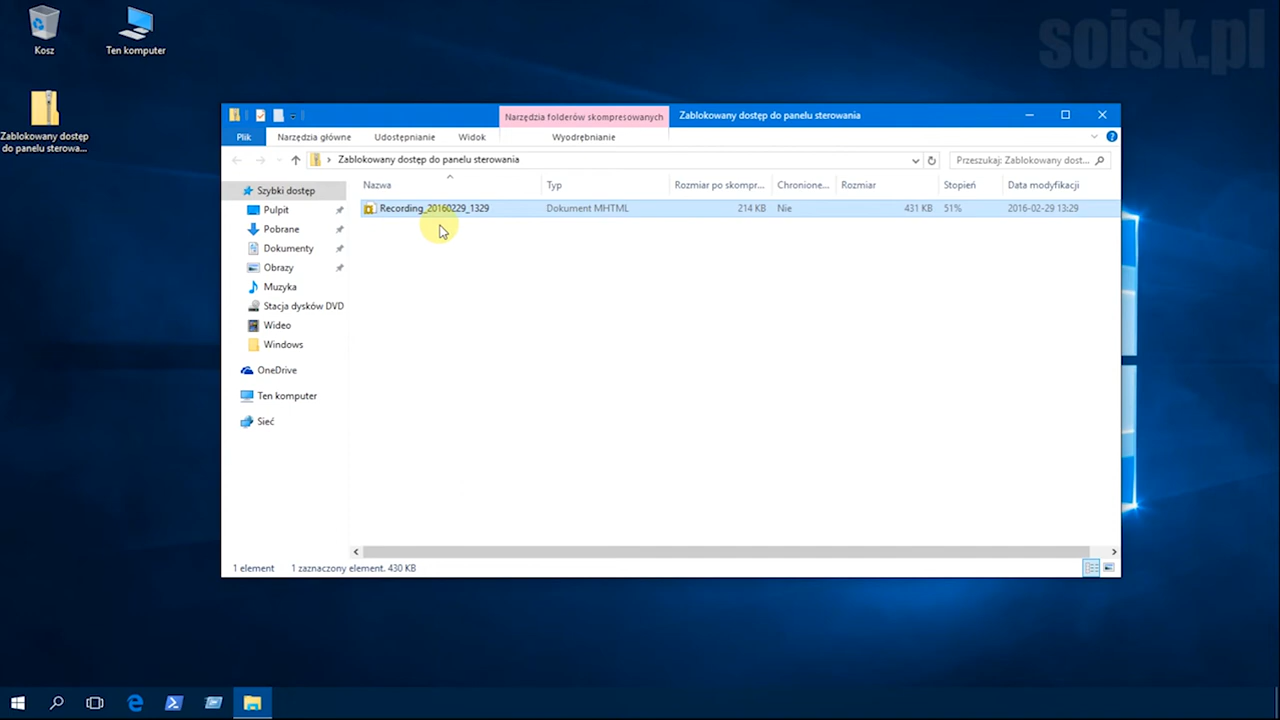 soisk.pl
Kosz
Ten komputer
Zablokowany dostęp
do panelu sterowa...
Narzędzia folderów skompresowanych
Zablokowany dostęp do panelu sterowania
Plik
Narzędzia główne
Udostępnianie
Widok
Wyodrębnianie
Zablokowany dostęp do panelu sterowania
Przeszukaj: Zablokowany dost...
Szybki dostęp
Pulpit
Pobrane
Dokumenty
Obrazy
Muzyka
Stacja dysków DVD
Wideo
Windows
OneDrive
Ten komputer
Sieć
Nazwa Typ Rozmiar po skompr... Chronione... Rozmiar Stopień Data modyfikacji
Recording_20160229_1329 Dokument MHTML 214 KB Nie 431 KB 51% 2016-02-29 13:29
1 element 1 zaznaczony element. 430 KB